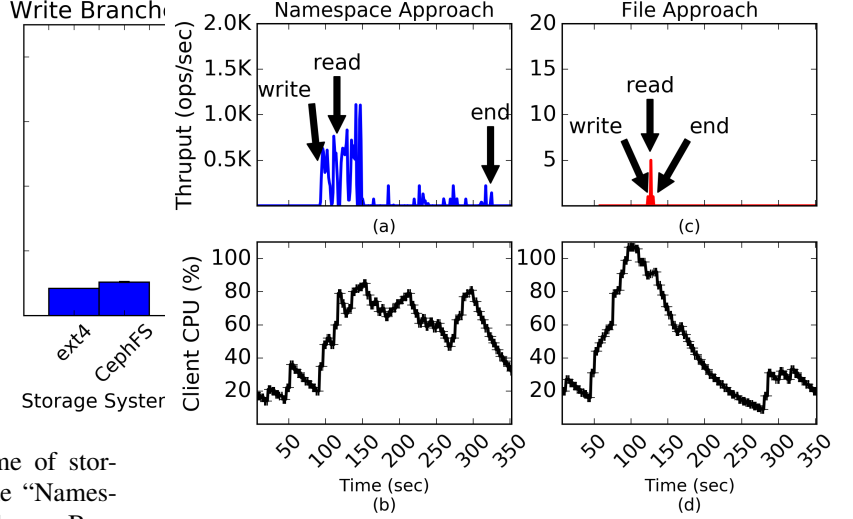 Write Branche
ext4
CephFS
Storage System
me of stor-
e “Names-
Namespace Approach
Thruput (ops/sec)
2.0K
1.5K
1.0K
0.5K
write
read
end
(a)
File Approach
20
15
10
5
write
read
end
(c)
Client CPU (%)
100
80
60
40
20
50
100
150
200
250
300
350
Time (sec)
(b)
100
80
60
40
20
50
100
150
200
250
300
350
Time (sec)
(d)